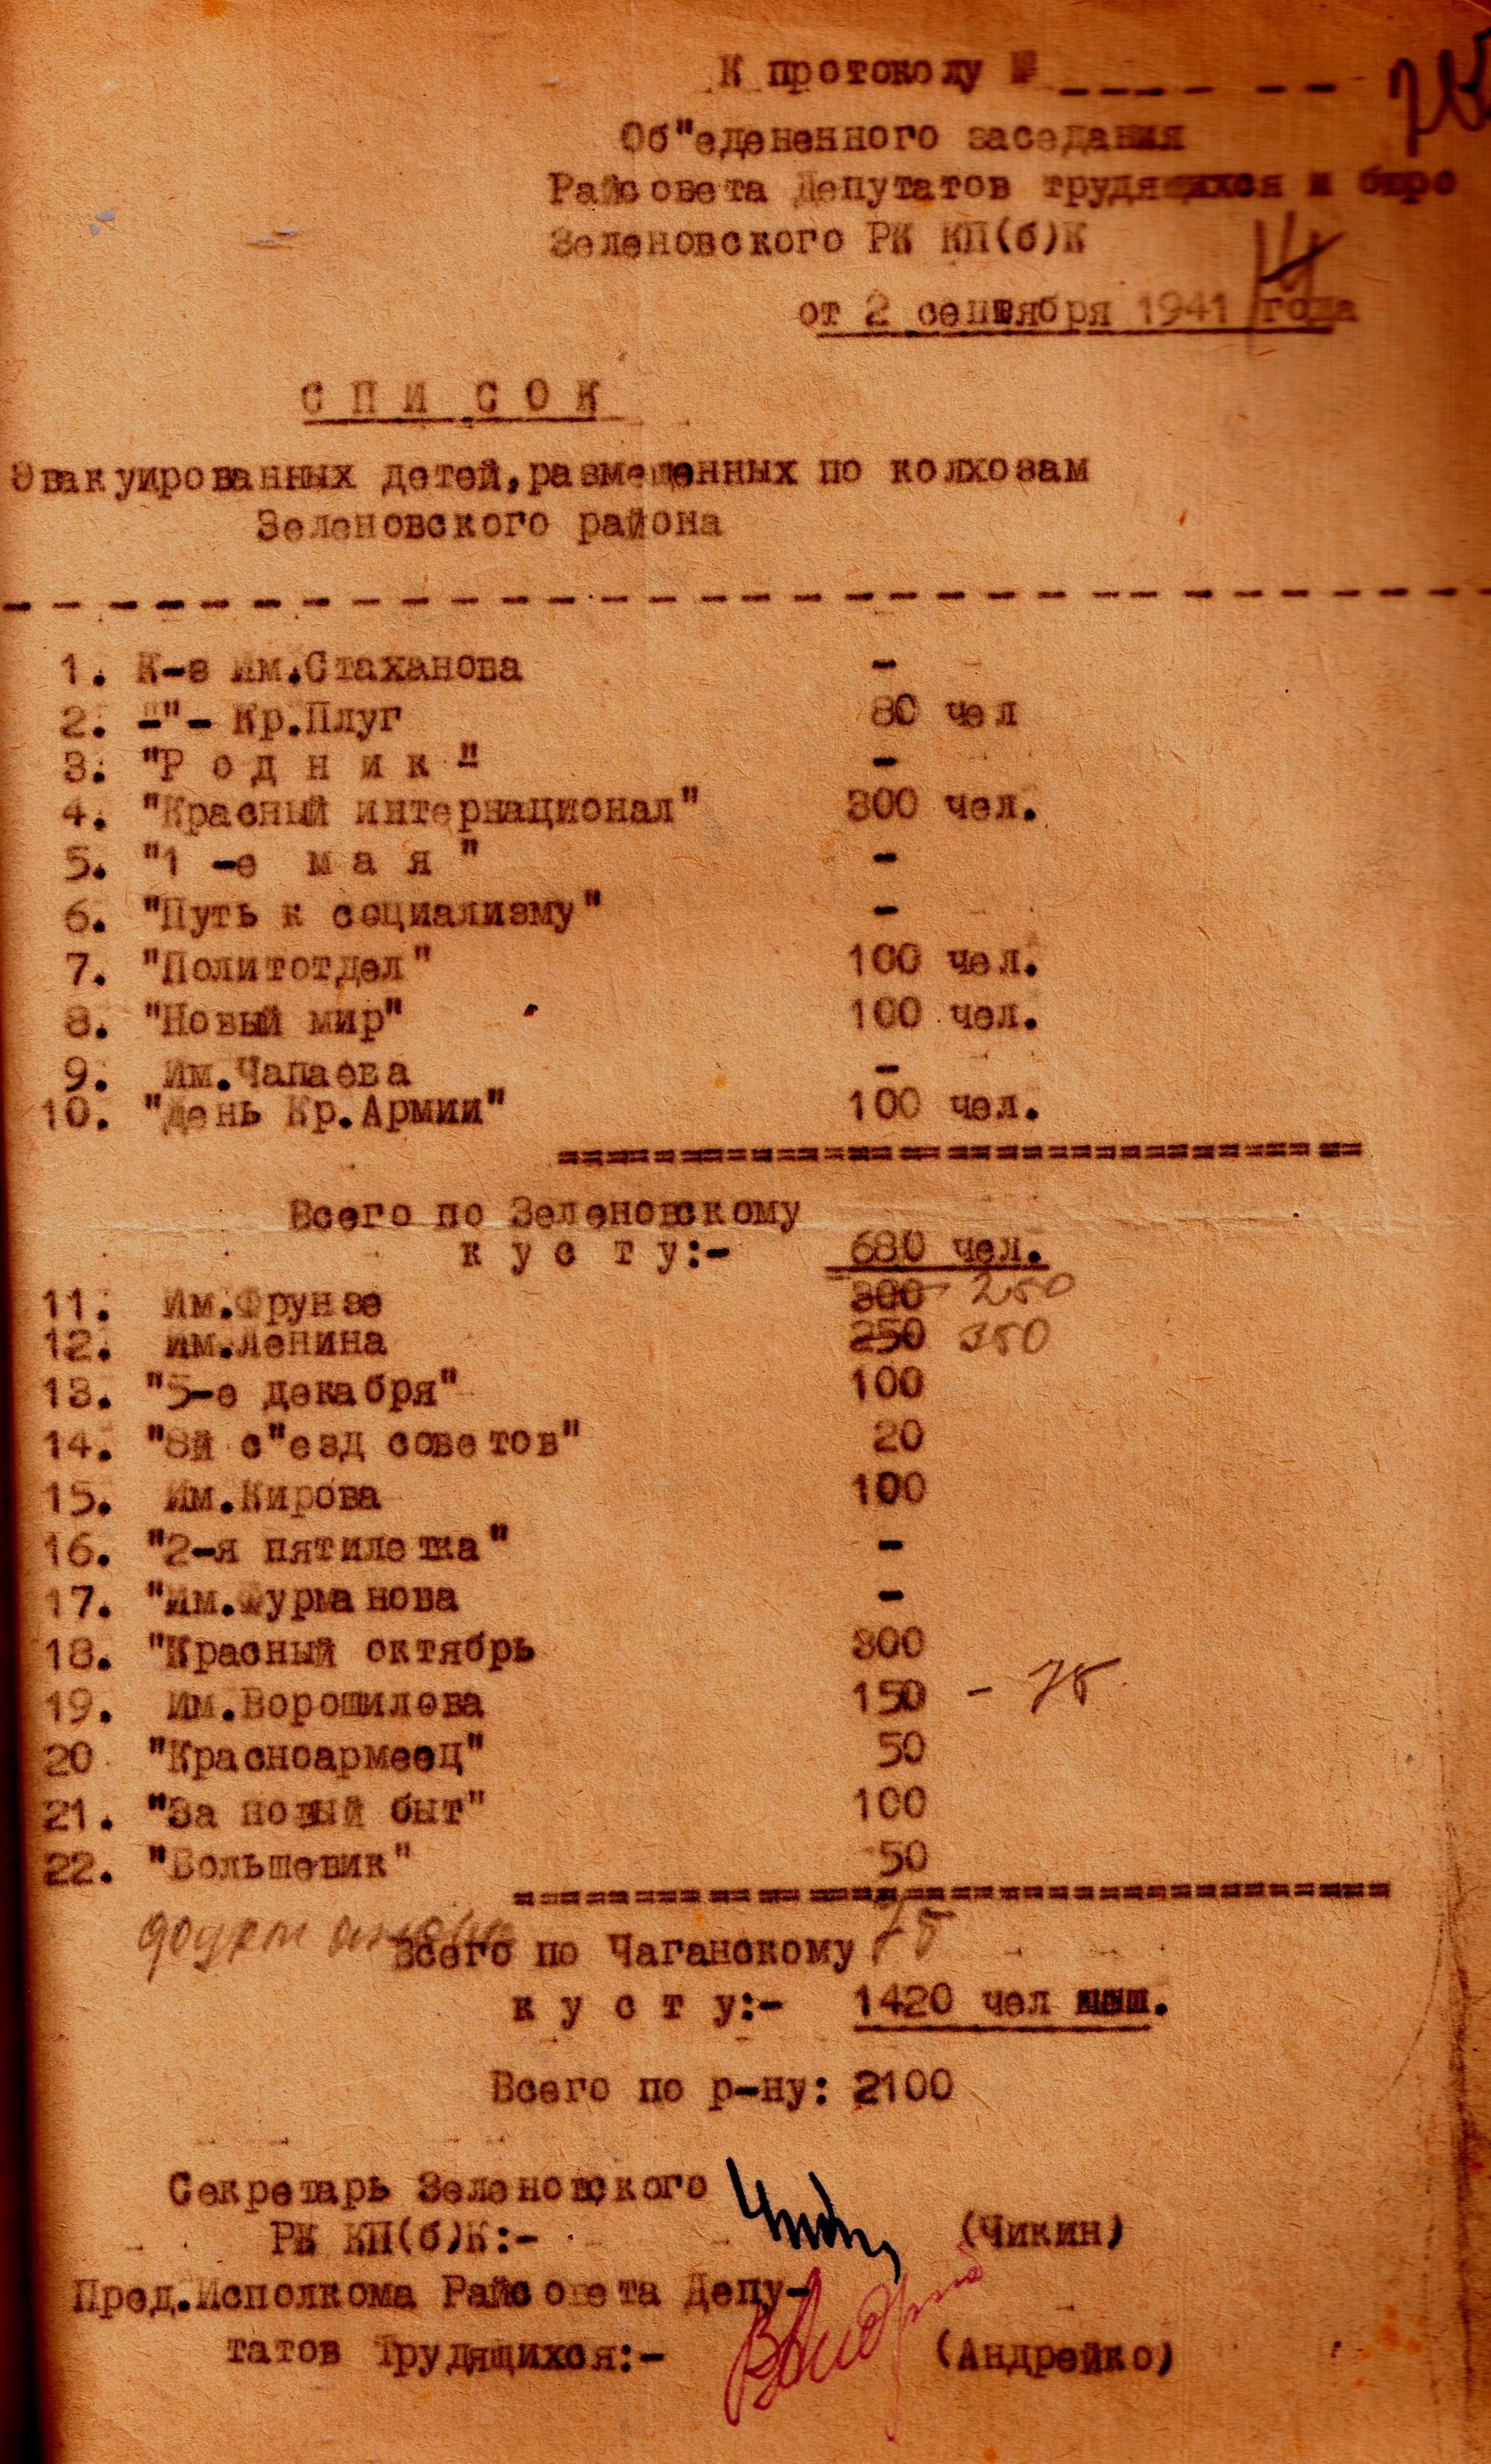 К протоколу № ____ __
Об"едененного заседания
Райсовета Депутатов трудящихся и бюро
Зеленовского РК КП(б)К
от 2 сентября 1941 года
С П И С О К
Эвакуированных детей,размещенных по колхозам
Зеленовского района
1. К-з Им.Стаханова -
2. -"- Кр.Плуг 80 чел
3. "Р о д н и к" -
4. "Красный интернационал" 300 чел.
5. "1 -е м а я" -
6. "Путь к социализму" -
7. "Политотдел" 100 чел.
8. "Новый мир" 100 чел.
9. Им.Чапаева -
10. "День Кр.Армии" 100 чел.
Всего по Зеленовскому
к у с т у:- 680 чел.
11. Им.Фрунзе 300 250
12. Им.Ленина 250 350
13. "5-е декабря" 100
14. "8й с"езд советов" 20
15. Им.Кирова 100
16. "2-я пятилетка" -
17. "Им.Фурманова -
18. "Красный октябрь 300
19. Им.Ворошилова 150 - 75
20 "Красноармеец" 50
21. "За новый быт" 100
22. "Большевик" 50
75
Всего по Чаганскому
к у с т у:- 1420 чел .
Всего по р-ну: 2100
Секретарь Зеленовского
РК КП(б)К:- (Чикин)
Пред.Исполкома Райсовета Депу-
татов Трудящихся:- (Андрейко)